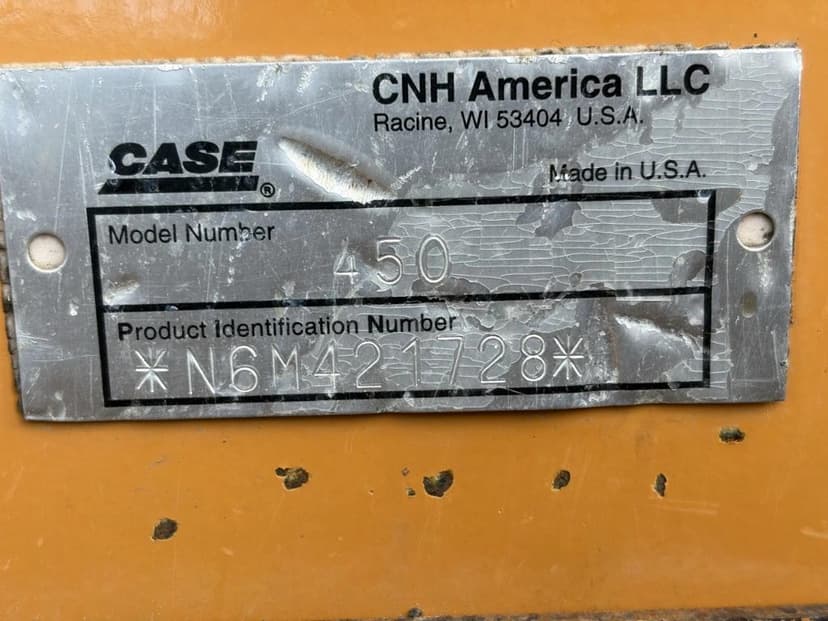 CNH America LLC
Racine, WI 53404 U.S.A.
CASE®
Made in U.S.A.
Model Number
450
Product Identification Number
*N6M421728*